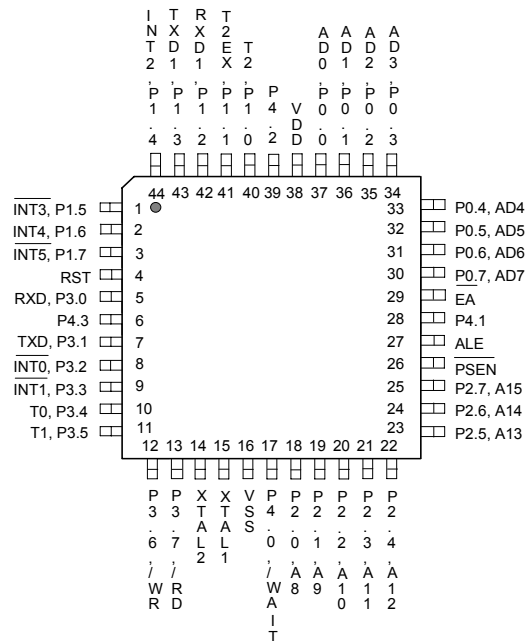 INT2, P1.4
TXD1, P1.3
RXD1, P1.2
T2EX, P1.1
T2, P1.0
P4.2
VDD
AD0, P0.0
AD1, P0.1
AD2, P0.2
AD3, P0.3
44 43 42 41 40 39 38 37 36 35 34
INT3, P1.5 1
INT4, P1.6 2
INT5, P1.7 3
RST 4
RXD, P3.0 5
P4.3 6
TXD, P3.1 7
INT0, P3.2 8
INT1, P3.3 9
T0, P3.4 10
T1, P3.5 11
33 P0.4, AD4
32 P0.5, AD5
31 P0.6, AD6
30 P0.7, AD7
29 EA
28 P4.1
27 ALE
26 PSEN
25 P2.7, A15
24 P2.6, A14
23 P2.5, A13
12 13 14 15 16 17 18 19 20 21 22
P3.6, /WR
P3.7, /RD
XTAL2
XTAL1
VSS
P4.0, /WAIT
P2.0, A8
P2.1, A9
P2.2, A10
P2.3, A11
P2.4, A12